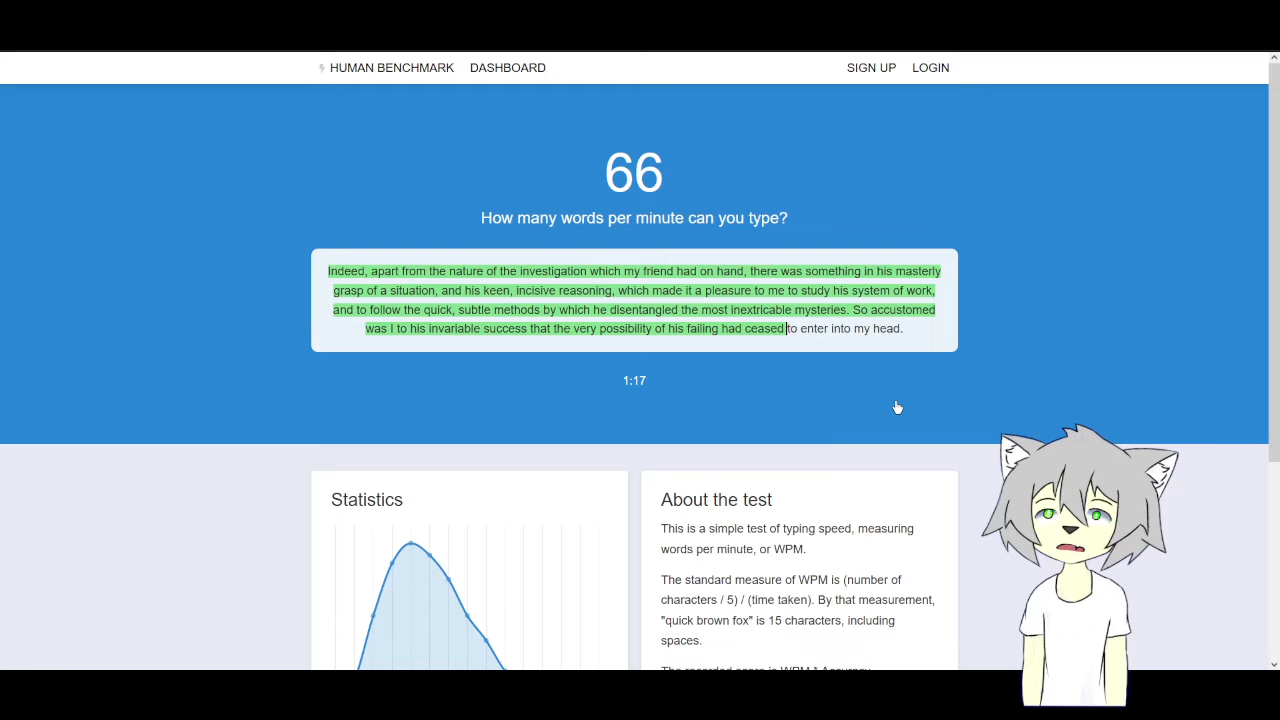 HUMAN BENCHMARK DASHBOARD SIGN UP LOGIN
66
How many words per minute can you type?
Indeed, apart from the nature of the investigation which my friend had on hand, there was something in his masterly
grasp of a situation, and his keen, incisive reasoning, which made it a pleasure to me to study his system of work,
and to follow the quick, subtle methods by which he disentangled the most inextricable mysteries. So accustomed
was I to his invariable success that the very possibility of his failing had ceased to enter into my head.
1:17
Statistics
About the test
This is a simple test of typing speed, measuring
words per minute, or WPM.
The standard measure of WPM is (number of
characters / 5) / (time taken). By that measurement,
"quick brown fox" is 15 characters, including
spaces.
The recorded score is WPM * Accuracy.